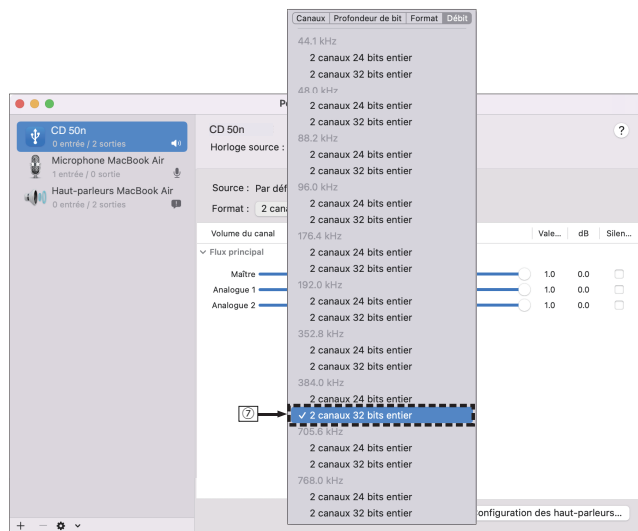 Canaux Profondeur de bit Format Débit
44.1 kHz
2 canaux 24 bits entier
2 canaux 32 bits entier
48.0 kHz
2 canaux 24 bits entier
2 canaux 32 bits entier
88.2 kHz
2 canaux 24 bits entier
2 canaux 32 bits entier
96.0 kHz
2 canaux 24 bits entier
2 canaux 32 bits entier
176.4 kHz
2 canaux 24 bits entier
2 canaux 32 bits entier
192.0 kHz
2 canaux 24 bits entier
2 canaux 32 bits entier
352.8 kHz
2 canaux 24 bits entier
2 canaux 32 bits entier
384.0 kHz
2 canaux 24 bits entier
⑦
✓ 2 canaux 32 bits entier
705.6 kHz
2 canaux 24 bits entier
2 canaux 32 bits entier
768.0 kHz
2 canaux 24 bits entier
2 canaux 32 bits entier
CD 50n
0 entrée / 2 sorties
Microphone MacBook Air
1 entrée / 0 sortie
Haut-parleurs MacBook Air
0 entrée / 2 sorties
CD 50n
?
Horloge source :
Source : Par
Format : 2
Volume du canal Vale... dB Silen...
Flux principal
Maître 1.0 0.0
Analogue 1 1.0 0.0
Analogue 2 1.0 0.0
des haut-parleurs...
+ −